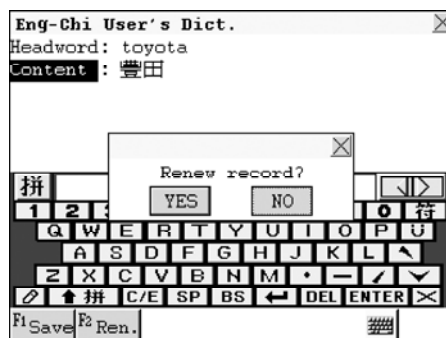 Eng-Chi User's Dict.
Headword: toyota
Content : 豐田
Renew record?
YES NO
拼
1 2 0 符
Q W E R T Y U I O P Ü
A S D F G H J K L
Z X C V B N M · —
拼 C/E SP BS DEL ENTER
F1 Save F2 Ren.